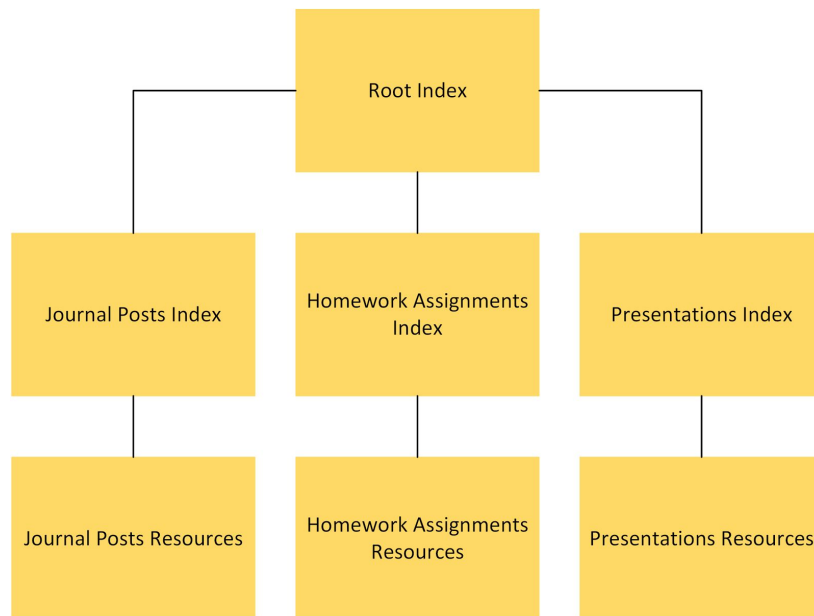 Root Index
Journal Posts Index
Homework Assignments
Index
Presentations Index
Journal Posts Resources
Homework Assignments
Resources
Presentations Resources